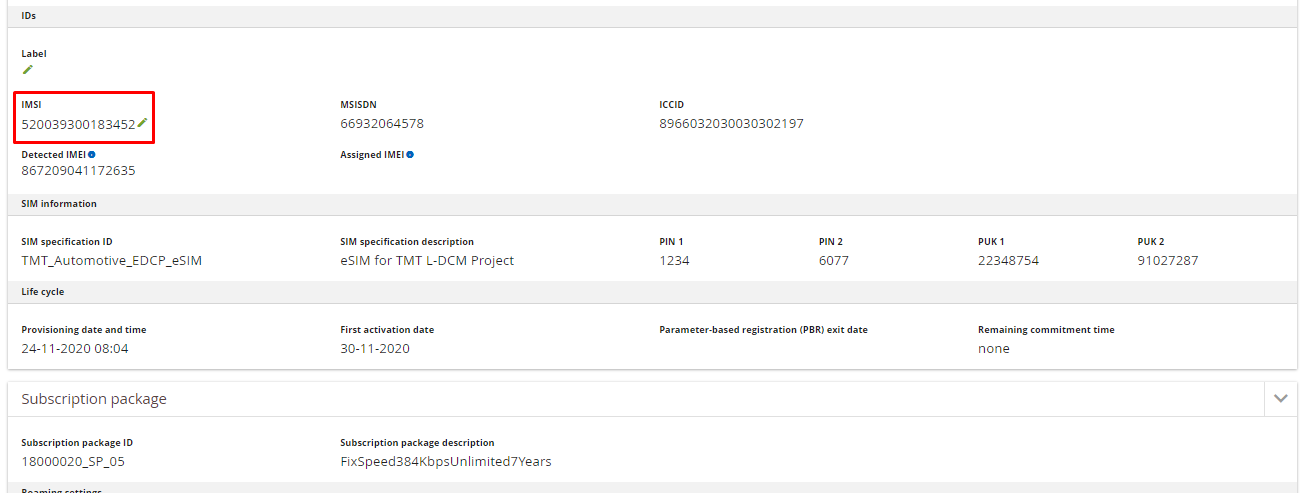 IDs
Label
IMSI MSISDN ICCID
520039300183452 66932064578 8966032030030302197
Detected IMEI Assigned IMEI
867209041172635
SIM information
SIM specification ID SIM specification description PIN 1 PIN 2 PUK 1 PUK 2
TMT_Automotive_EDCP_eSIM eSIM for TMT L-DCM Project 1234 6077 22348754 91027287
Life cycle
Provisioning date and time First activation date Parameter-based registration (PBR) exit date Remaining commitment time
24-11-2020 08:04 30-11-2020 none
Subscription package
Subscription package ID Subscription package description
18000020_SP_05 FixSpeed384KbpsUnlimited7Years
Roaming settings